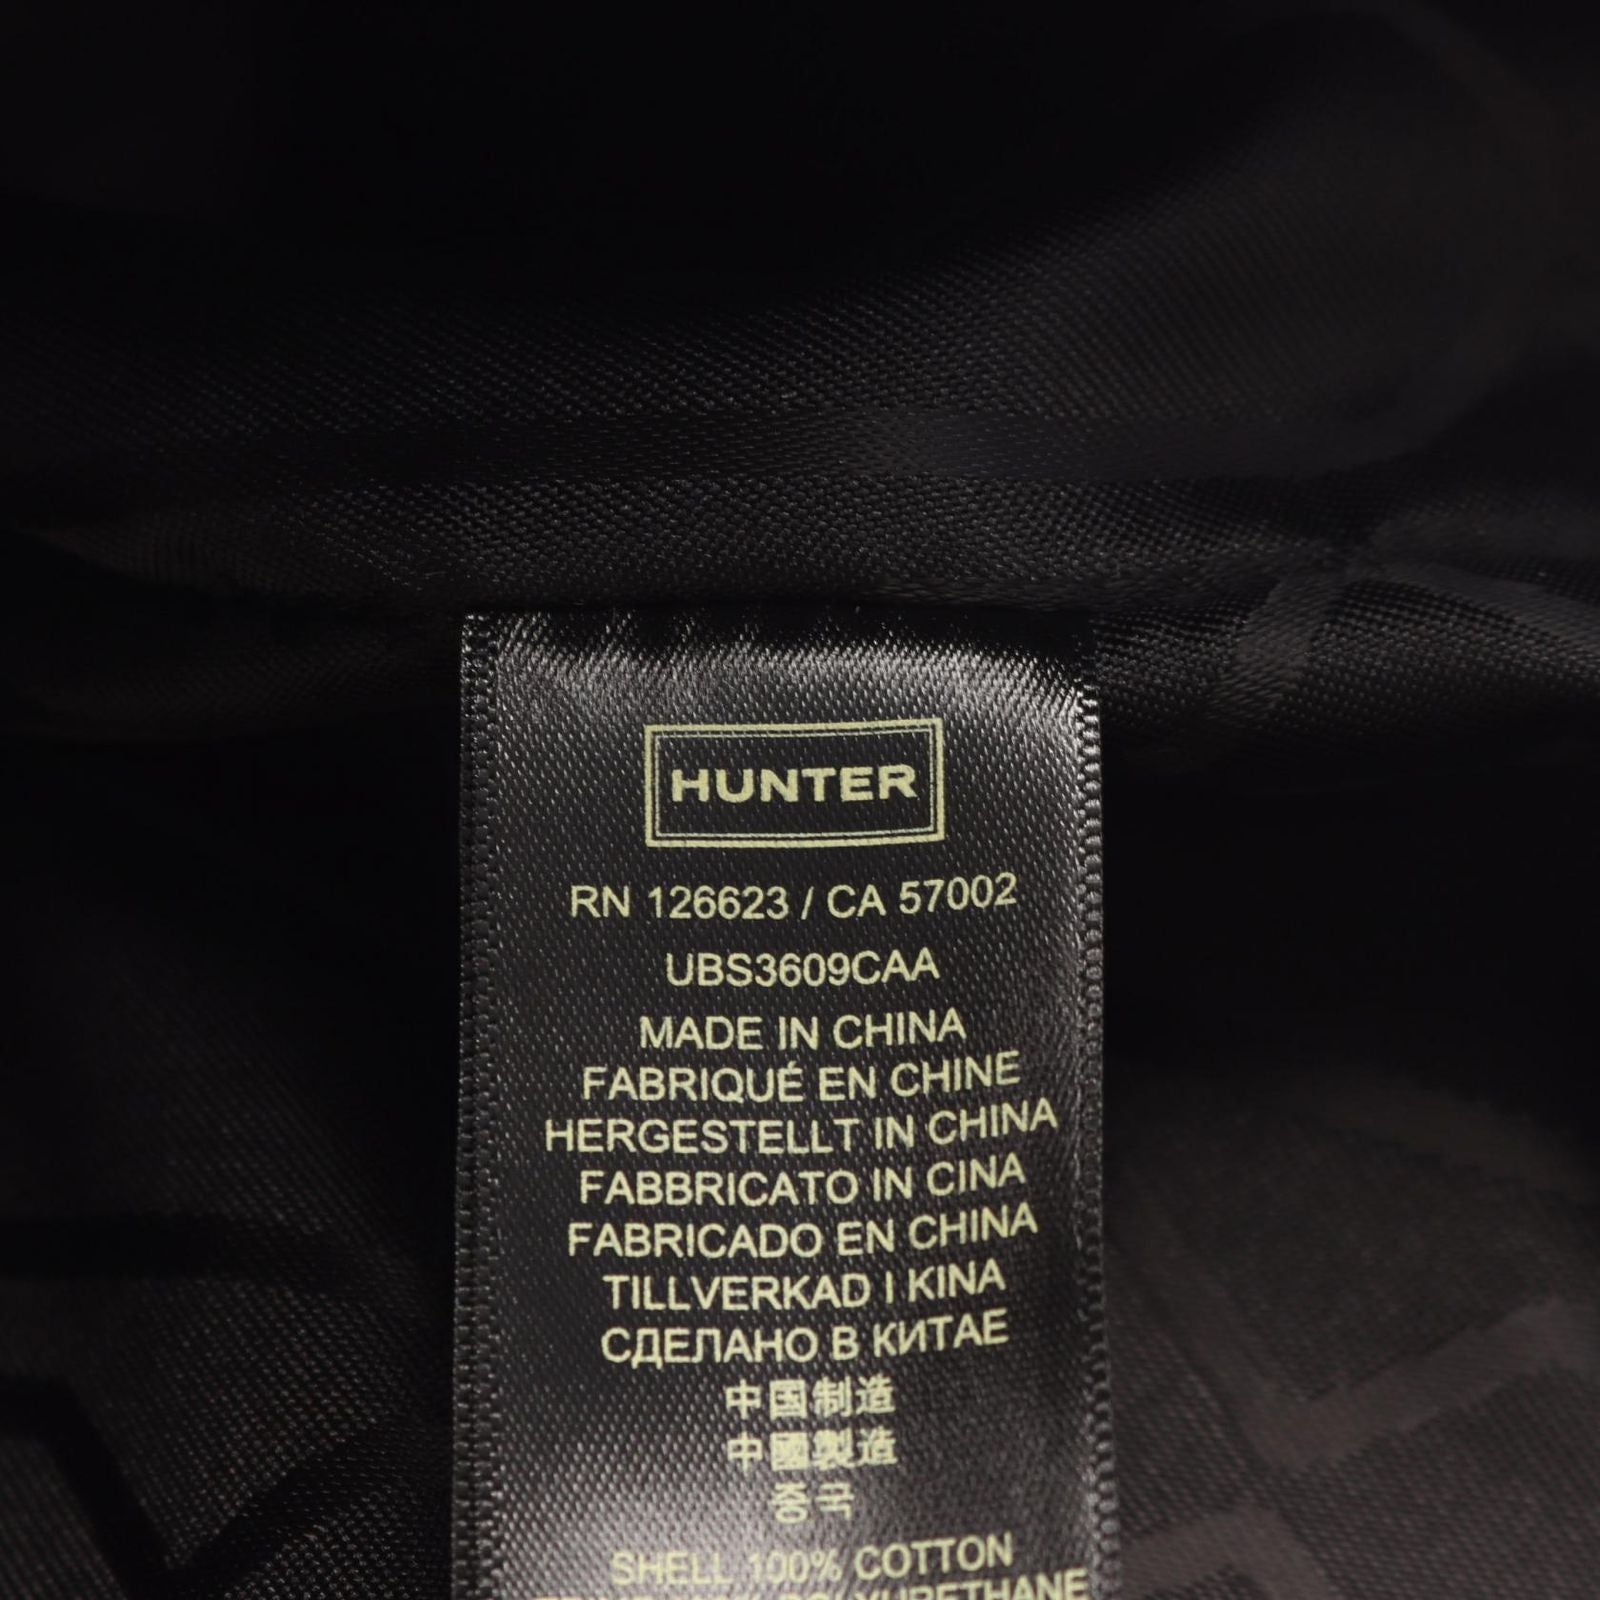 HUNTER
RN 126623 / CA 57002
UBS3609CAA
MADE IN CHINA
FABRIQUÉ EN CHINE
HERGESTELLT IN CHINA
FABBRICATO IN CINA
FABRICADO EN CHINA
TILLVERKAD I KINA
СДЕЛАНО В КИТАЕ
中国制造
中國製造
중국
SHELL 100% COTTON
POLYURETHANE